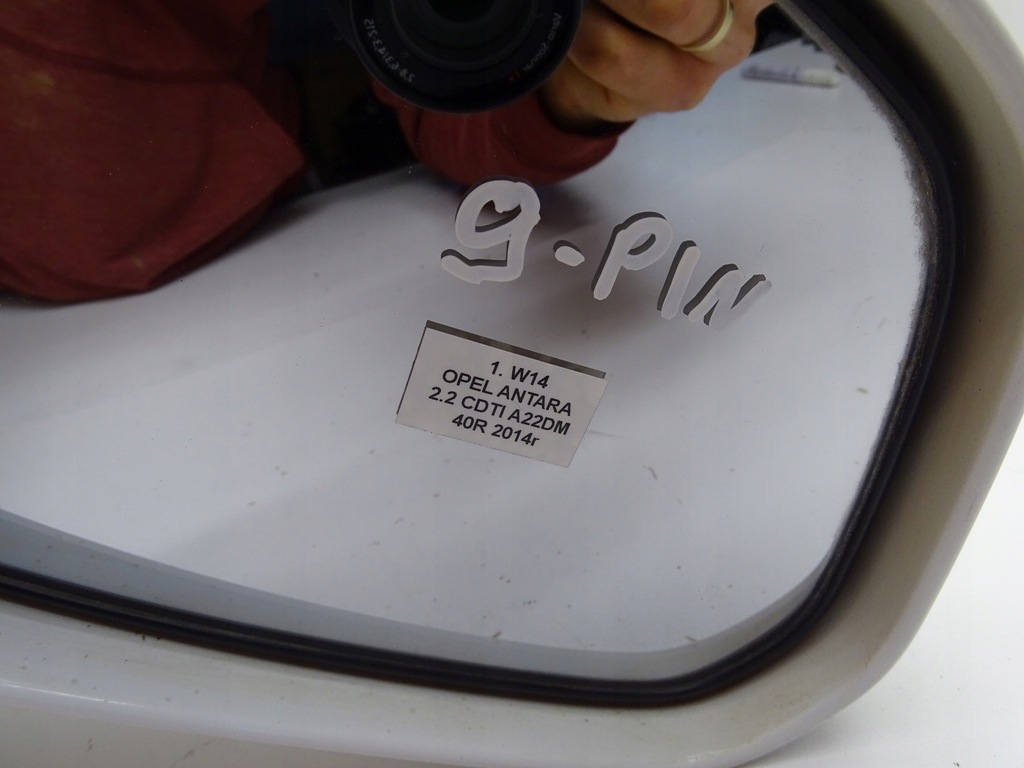 9-PIN
1. W14
OPEL ANTARA
2.2 CDTI A22DM
40R 2014r